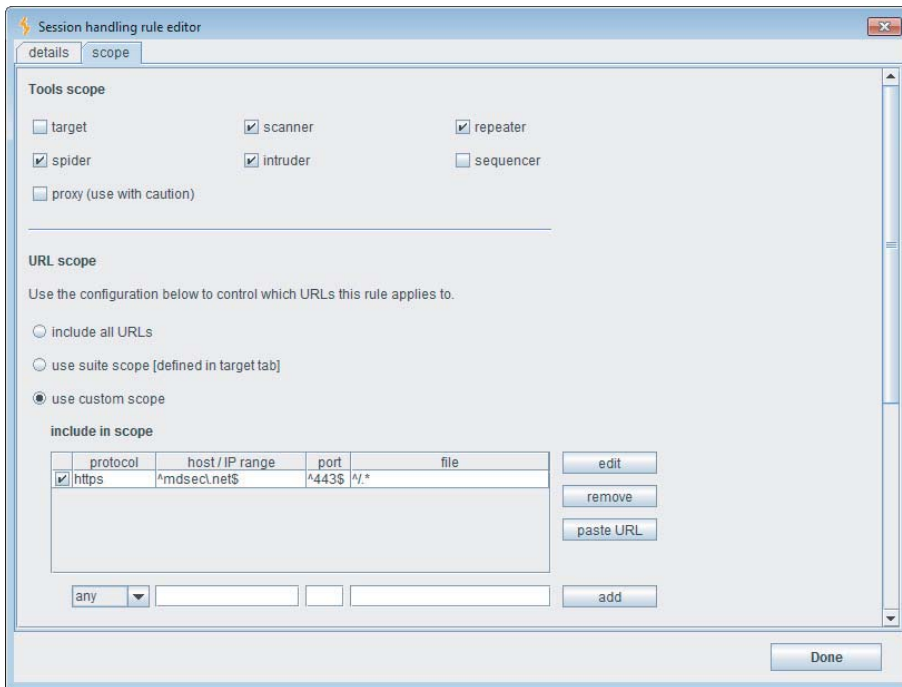 Session handling rule editor
details scope
Tools scope
target scanner repeater
spider intruder sequencer
proxy (use with caution)
URL scope
Use the configuration below to control which URLs this rule applies to.
include all URLs
use suite scope [defined in target tab]
use custom scope
include in scope
protocol host / IP range port file
https ^mdsec\.net$ ^443$ ^/.*
edit
remove
paste URL
any add
Done